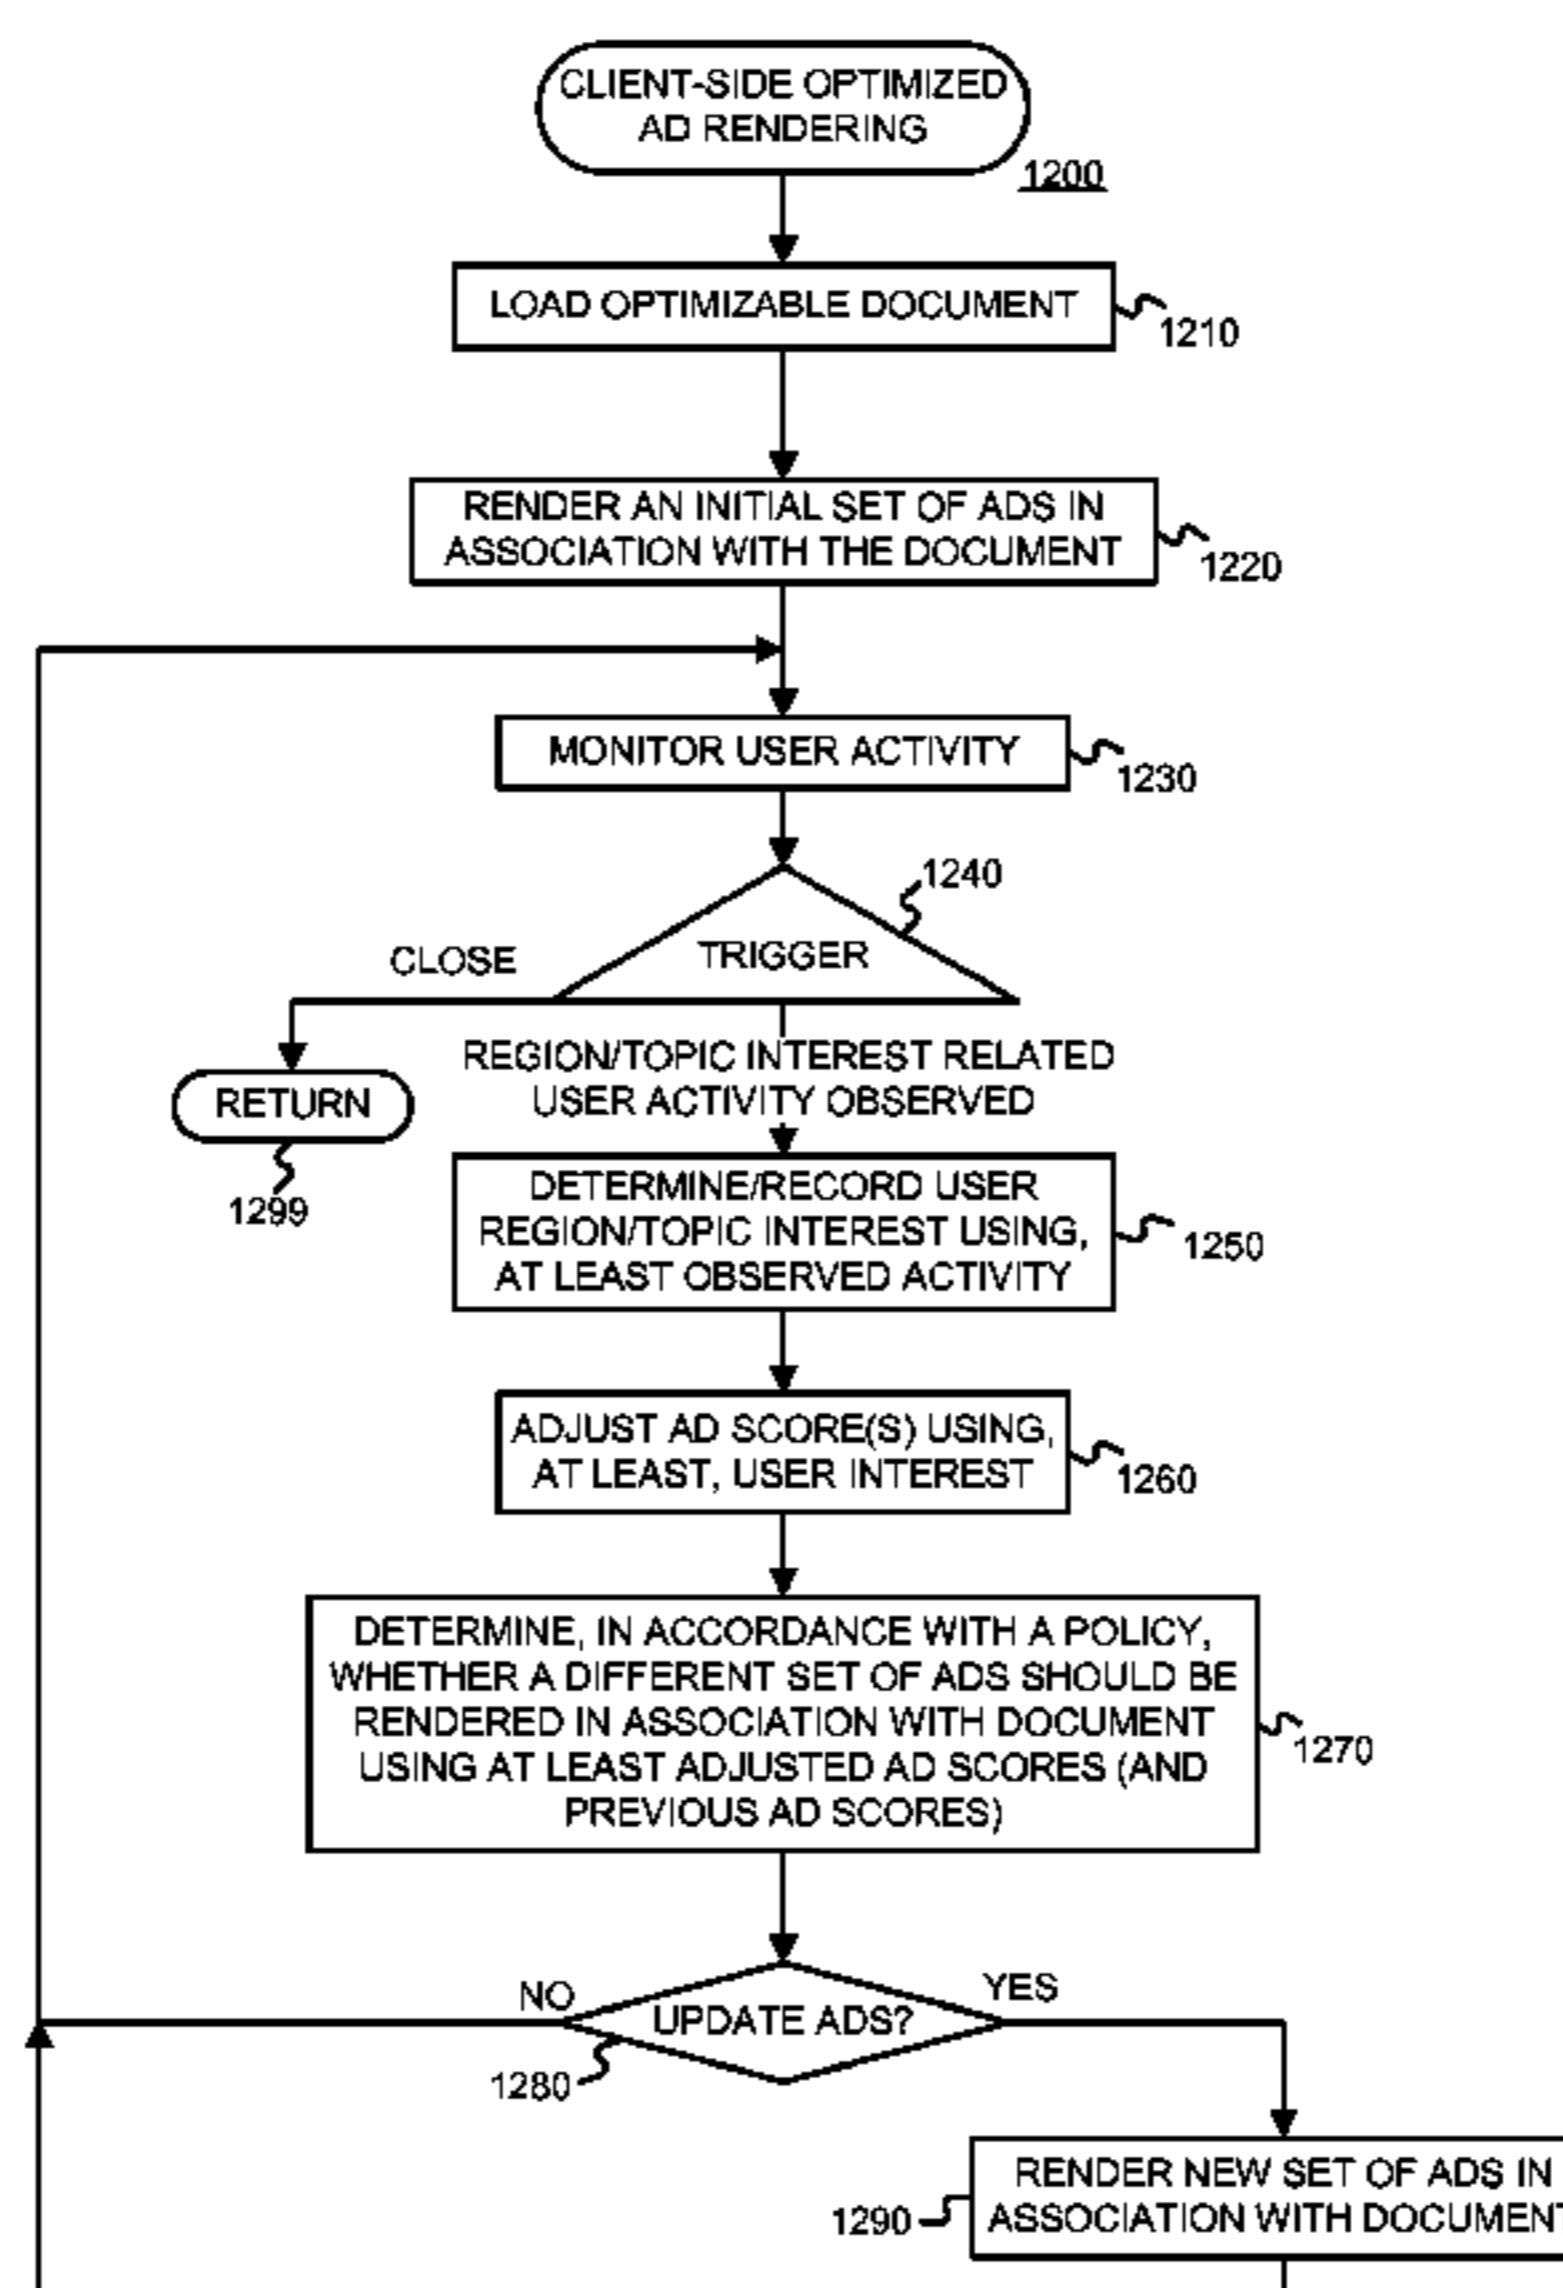 CLIENT-SIDE OPTIMIZED
AD RENDERING
1200
LOAD OPTIMIZABLE DOCUMENT
1210
RENDER AN INITIAL SET OF ADS IN
ASSOCIATION WITH THE DOCUMENT
1220
MONITOR USER ACTIVITY
1230
1240
TRIGGER
CLOSE
REGION/TOPIC INTEREST RELATED
USER ACTIVITY OBSERVED
RETURN
1299
DETERMINE/RECORD USER
REGION/TOPIC INTEREST USING,
AT LEAST OBSERVED ACTIVITY
1250
ADJUST AD SCORE(S) USING,
AT LEAST, USER INTEREST
1260
DETERMINE, IN ACCORDANCE WITH A POLICY,
WHETHER A DIFFERENT SET OF ADS SHOULD BE
RENDERED IN ASSOCIATION WITH DOCUMENT
USING AT LEAST ADJUSTED AD SCORES (AND
PREVIOUS AD SCORES)
1270
NO
UPDATE ADS?
YES
1280
RENDER NEW SET OF ADS IN
ASSOCIATION WITH DOCUMENT
1290